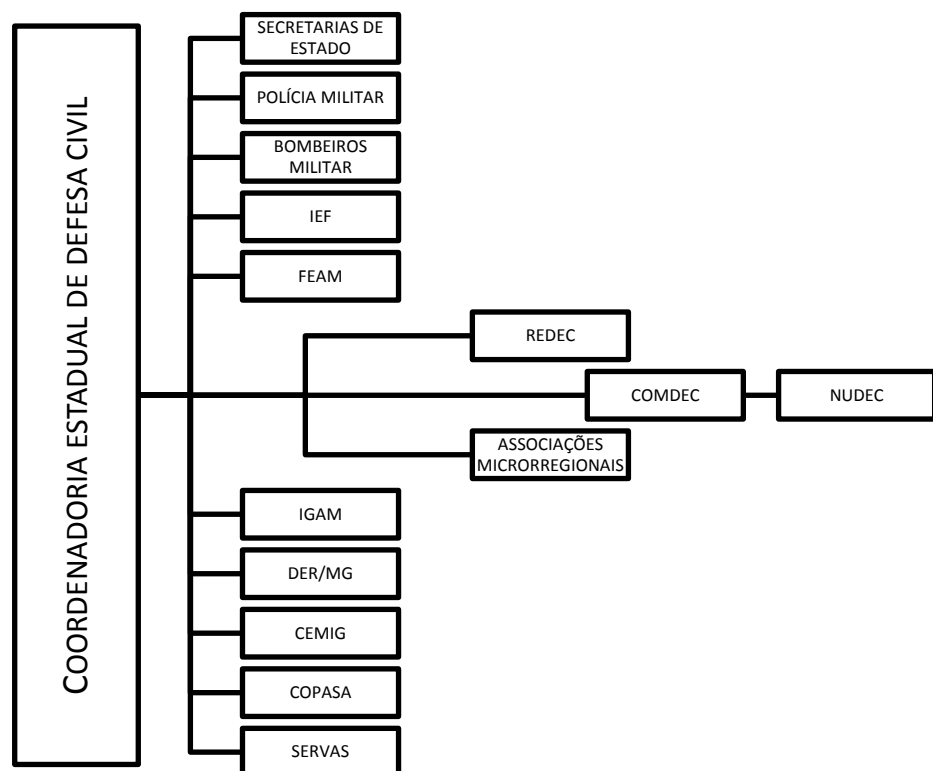 COORDENADORIA ESTADUAL DE DEFESA CIVIL
SECRETARIAS DE
ESTADO
POLÍCIA MILITAR
BOMBEIROS
MILITAR
IEF
FEAM
REDEC
COMDEC
NUDEC
ASSOCIAÇÕES
MICRORREGIONAIS
IGAM
DER/MG
CEMIG
COPASA
SERVAS